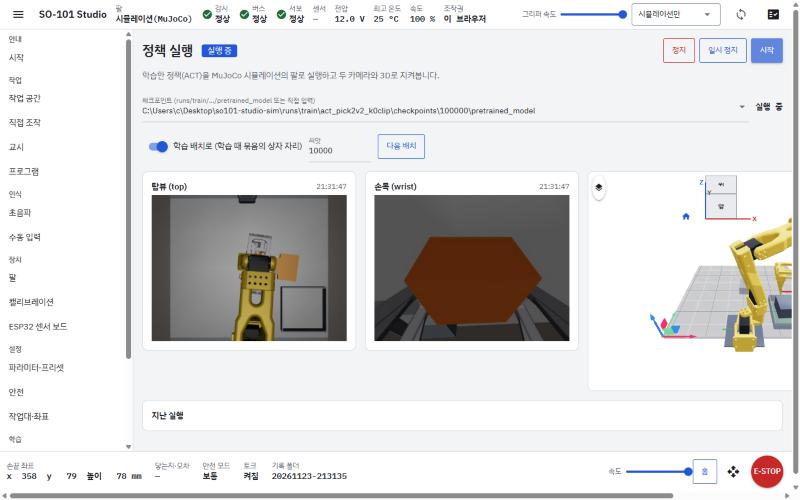 SO-101 Studio
팔
시뮬레이션(MuJoCo)
감시
정상
버스
정상
서보
정상
센서
—
전압
12.0 V
최고 온도
25 °C
속도
100 %
조작권
이 브라우저
그리퍼 속도
시뮬레이션만
안내
시작
작업
작업 공간
직접 조작
교시
프로그램
인식
초음파
수동 입력
장치
팔
캘리브레이션
ESP32 센서 보드
설정
파라미터·프리셋
안전
작업대·좌표
학습
정책 실행
실행 중
정지
일시 정지
시작
학습한 정책(ACT)을 MuJoCo 시뮬레이션의 팔로 실행하고 두 카메라와 3D로 지켜봅니다.
체크포인트 (runs/train/.../pretrained_model 또는 직접 입력)
C:\Users\c\Desktop\so101-studio-sim\runs\train\act_pick2v2_k0clip\checkpoints\100000\pretrained_model
실행 중
학습 배치로 (학습 때 묶음의 상자 자리)
씨앗
10000
다음 배치
탑뷰 (top)
21:31:47
손목 (wrist)
21:31:47
Z
Y
X
지난 실행
손끝 좌표
x 358 y 79 높이 78 mm
닿는지·오차
—
안전 모드
보통
토크
켜짐
기록 폴더
20261123-213135
속도
홈
E-STOP